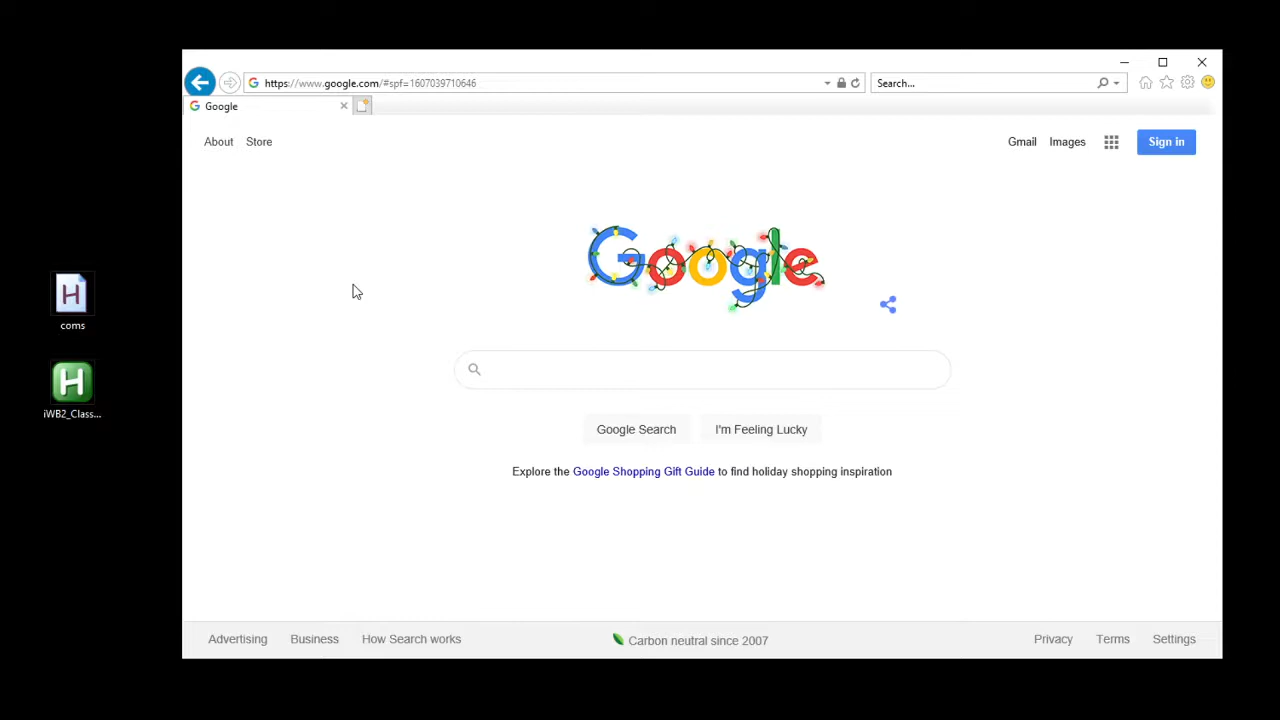 https://www.google.com/#spf=1607039710646
Search...
Google
About
Store
Gmail
Images
Sign in
Google
H
coms
H
iWB2_Class...
Google Search
I'm Feeling Lucky
Explore the Google Shopping Gift Guide to find holiday shopping inspiration
Advertising
Business
How Search works
Carbon neutral since 2007
Privacy
Terms
Settings